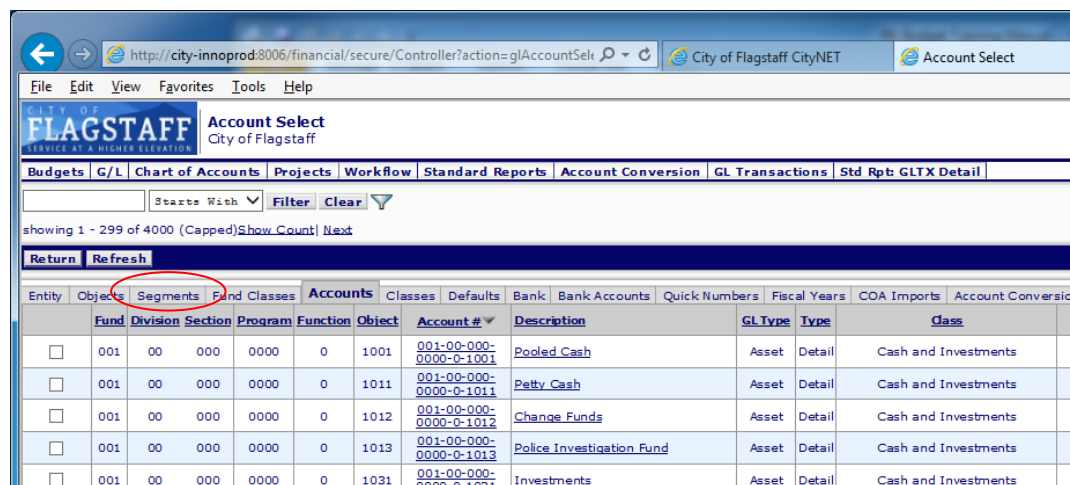 http://city-innoprod:8006/financial/secure/Controller?action=glAccountSele City of Flagstaff CityNET Account Select
File Edit View Favorites Tools Help
CITY OF
FLAGSTAFF
SERVICE AT A HIGHER ELEVATION
Account Select
City of Flagstaff
Budgets G/L Chart of Accounts Projects Workflow Standard Reports Account Conversion GL Transactions Std Rpt: GLTX Detail
Starts With Filter Clear
showing 1 - 299 of 4000 (Capped)Show Count| Next
Return Refresh
Entity Objects Segments Fund Classes Accounts Classes Defaults Bank Bank Accounts Quick Numbers Fiscal Years COA Imports Account Conversio
Fund Division Section Program Function Object Account # Description GL Type Type Class
001 00 000 0000 0 1001 001-00-000-
0000-0-1001 Pooled Cash Asset Detail Cash and Investments
001 00 000 0000 0 1011 001-00-000-
0000-0-1011 Petty Cash Asset Detail Cash and Investments
001 00 000 0000 0 1012 001-00-000-
0000-0-1012 Change Funds Asset Detail Cash and Investments
001 00 000 0000 0 1013 001-00-000-
0000-0-1013 Police Investigation Fund Asset Detail Cash and Investments
001 00 000 0000 0 1031 001-00-000-
0000-0-1031 Investments Asset Detail Cash and Investments